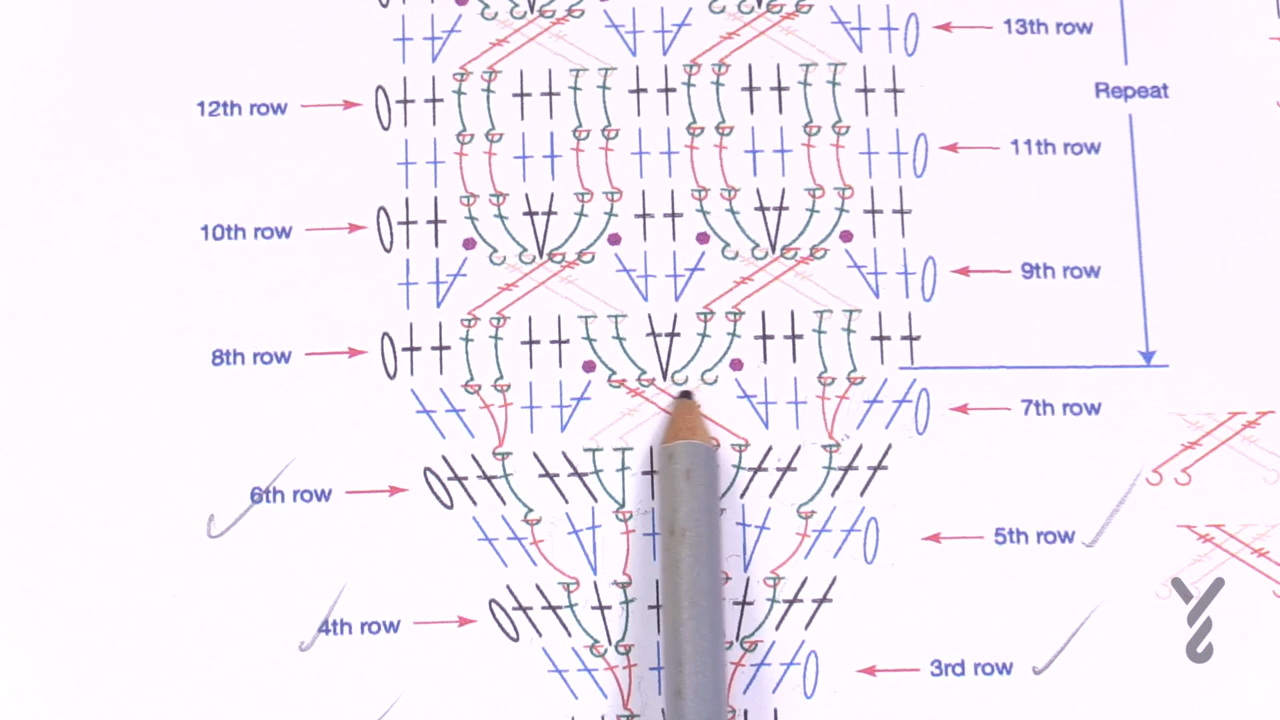 13th row
Repeat
12th row
11th row
10th row
9th row
8th row
7th row
6th row
5th row
4th row
3rd row